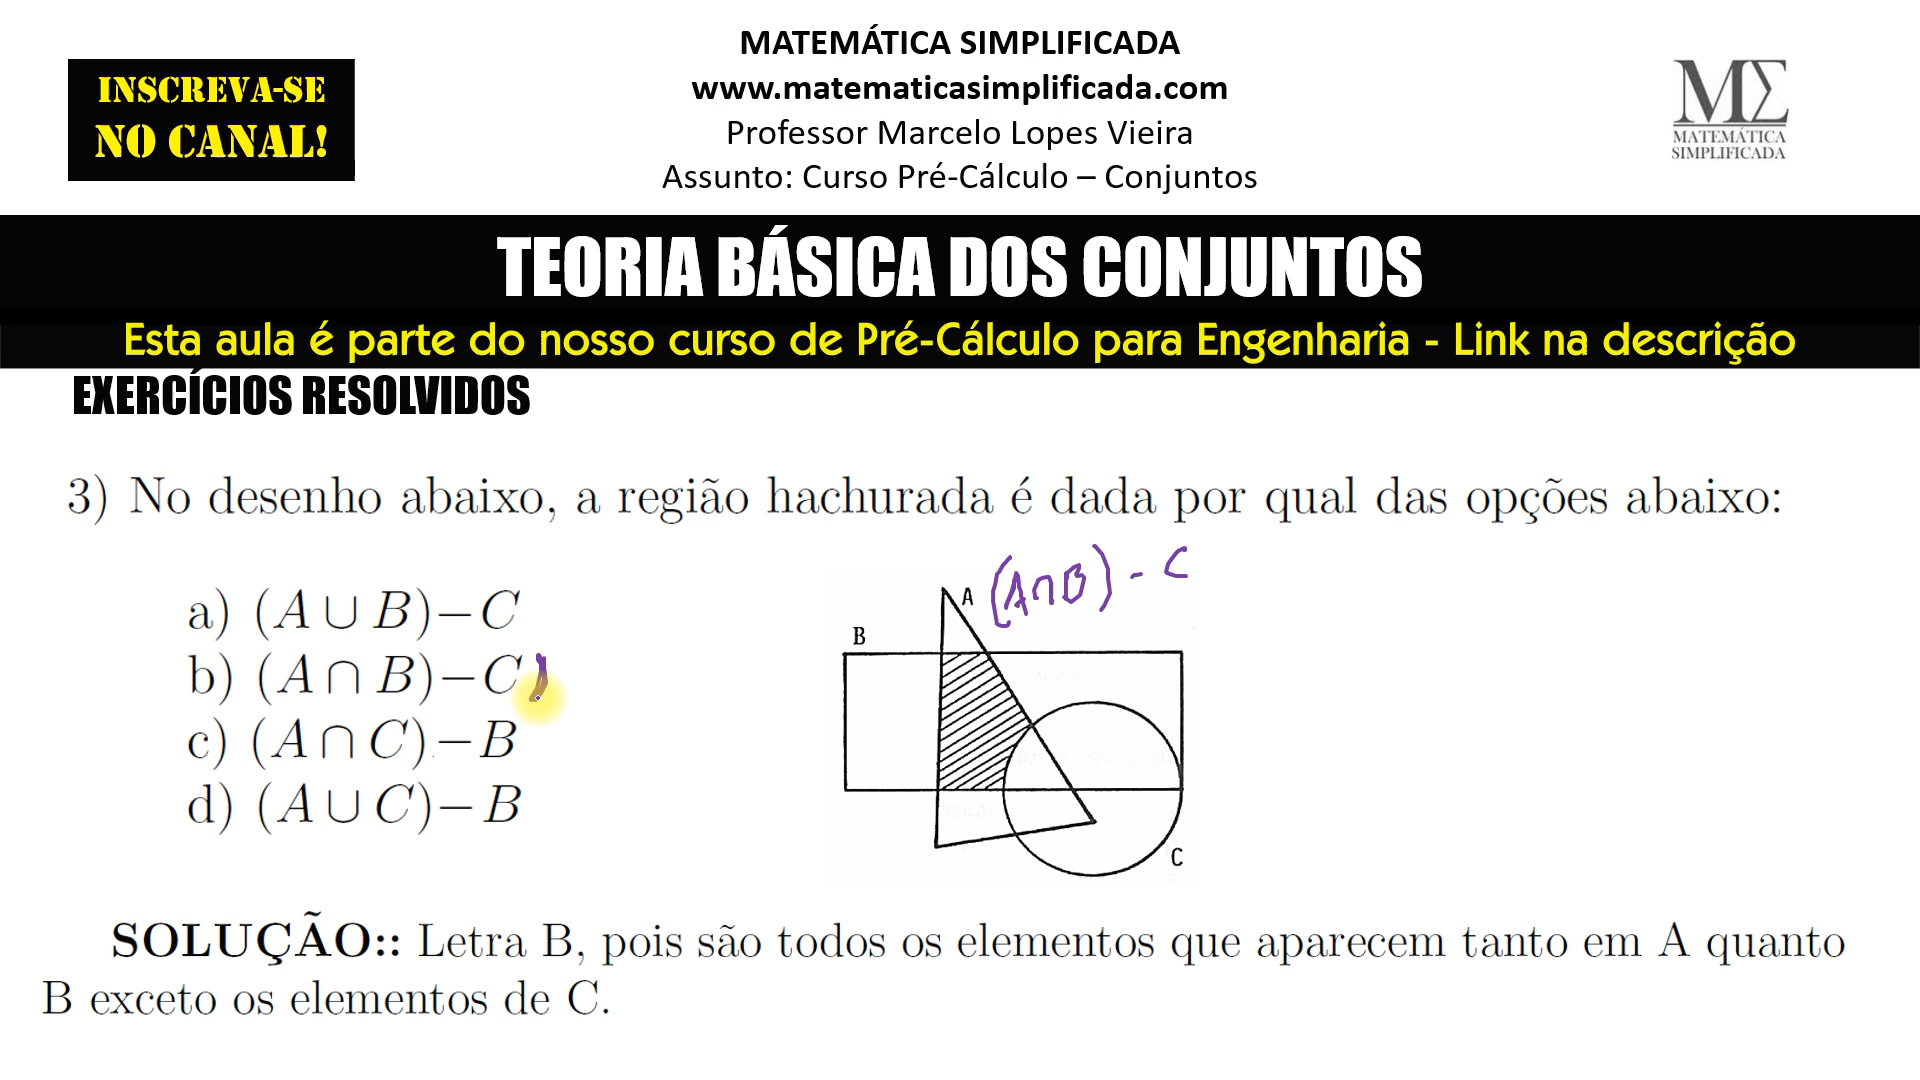 MATEMÁTICA SIMPLIFICADA
www.matematicasimplificada.com
Professor Marcelo Lopes Vieira
Assunto: Curso Pré-Cálculo – Conjuntos
INSCREVA-SE
NO CANAL!
MΣ
MATEMÁTICA
SIMPLIFICADA
TEORIA BÁSICA DOS CONJUNTOS
Esta aula é parte do nosso curso de Pré-Cálculo para Engenharia - Link na descrição
EXERCÍCIOS RESOLVIDOS
3) No desenho abaixo, a região hachurada é dada por qual das opções abaixo:
a) (A ∪ B)−C
b) (A ∩ B)−C
c) (A ∩ C)−B
d) (A ∪ C)−B
(A∩B) - C
A
B
C
SOLUÇÃO:: Letra B, pois são todos os elementos que aparecem tanto em A quanto
B exceto os elementos de C.